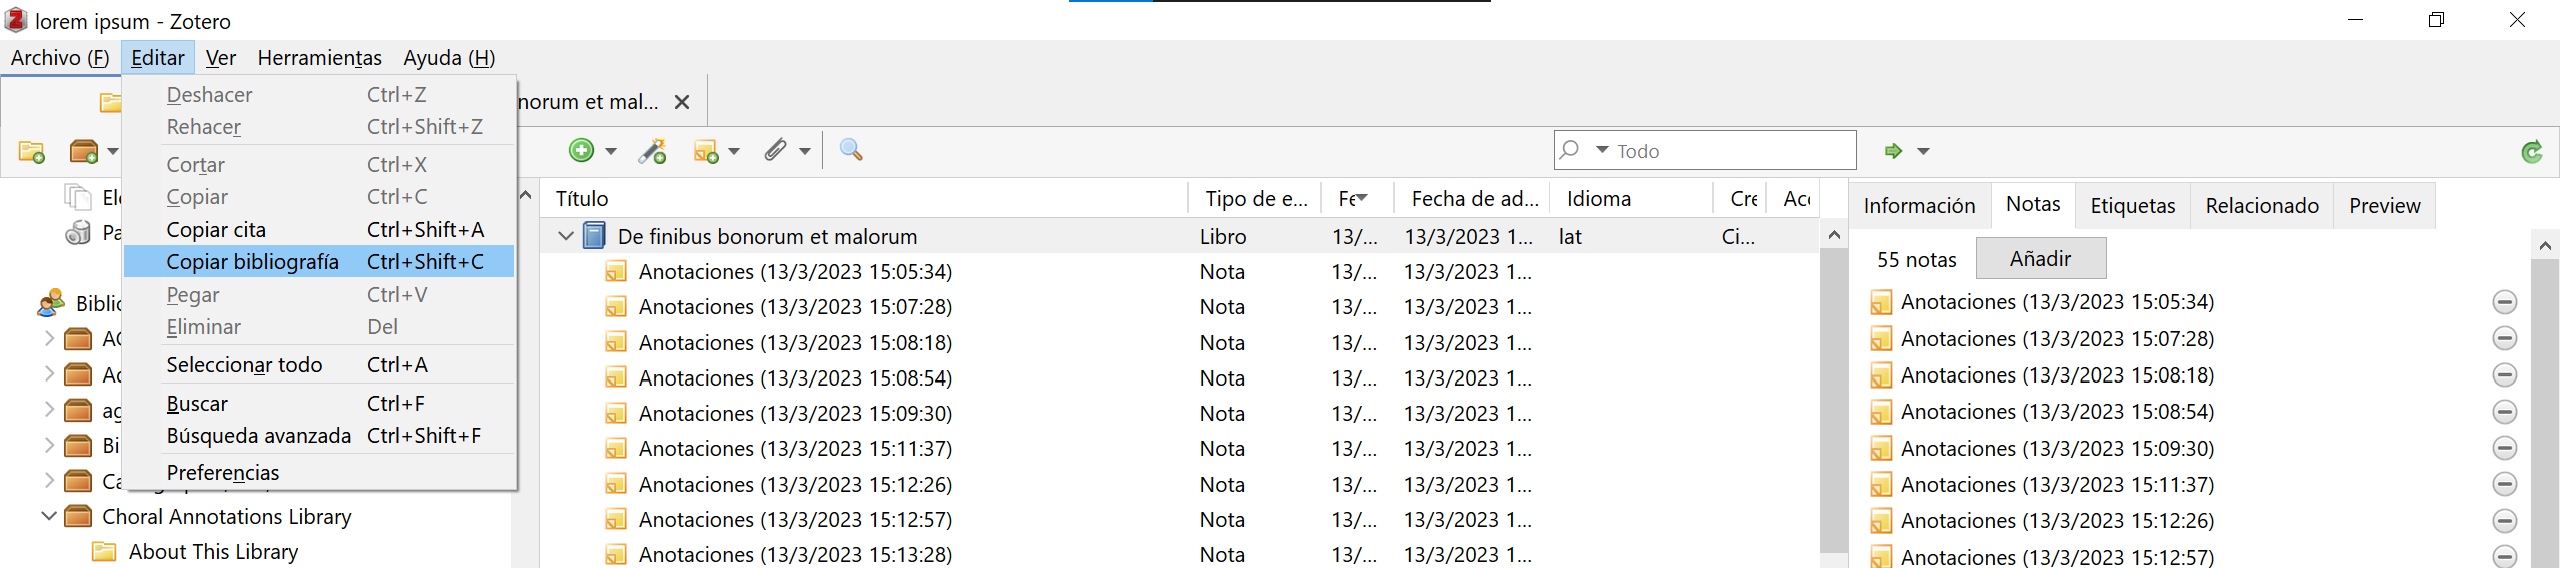 lorem ipsum - Zotero
Archivo (F) Editar Ver Herramientas Ayuda (H)
norum et mal...
Deshacer Ctrl+Z
Rehacer Ctrl+Shift+Z
Cortar Ctrl+X
Copiar Ctrl+C
Copiar cita Ctrl+Shift+A
Copiar bibliografía Ctrl+Shift+C
Pegar Ctrl+V
Eliminar Del
Seleccionar todo Ctrl+A
Buscar Ctrl+F
Búsqueda avanzada Ctrl+Shift+F
Preferencias
Choral Annotations Library
About This Library
Todo
Título Tipo de e... Fe Fecha de ad... Idioma Cre Acc
De finibus bonorum et malorum Libro 13/... 13/3/2023 1... lat Ci...
Anotaciones (13/3/2023 15:05:34) Nota 13/... 13/3/2023 1...
Anotaciones (13/3/2023 15:07:28) Nota 13/... 13/3/2023 1...
Anotaciones (13/3/2023 15:08:18) Nota 13/... 13/3/2023 1...
Anotaciones (13/3/2023 15:08:54) Nota 13/... 13/3/2023 1...
Anotaciones (13/3/2023 15:09:30) Nota 13/... 13/3/2023 1...
Anotaciones (13/3/2023 15:11:37) Nota 13/... 13/3/2023 1...
Anotaciones (13/3/2023 15:12:26) Nota 13/... 13/3/2023 1...
Anotaciones (13/3/2023 15:12:57) Nota 13/... 13/3/2023 1...
Anotaciones (13/3/2023 15:13:28) Nota 13/... 13/3/2023 1...
Información Notas Etiquetas Relacionado Preview
55 notas Añadir
Anotaciones (13/3/2023 15:05:34)
Anotaciones (13/3/2023 15:07:28)
Anotaciones (13/3/2023 15:08:18)
Anotaciones (13/3/2023 15:08:54)
Anotaciones (13/3/2023 15:09:30)
Anotaciones (13/3/2023 15:11:37)
Anotaciones (13/3/2023 15:12:26)
Anotaciones (13/3/2023 15:12:57)